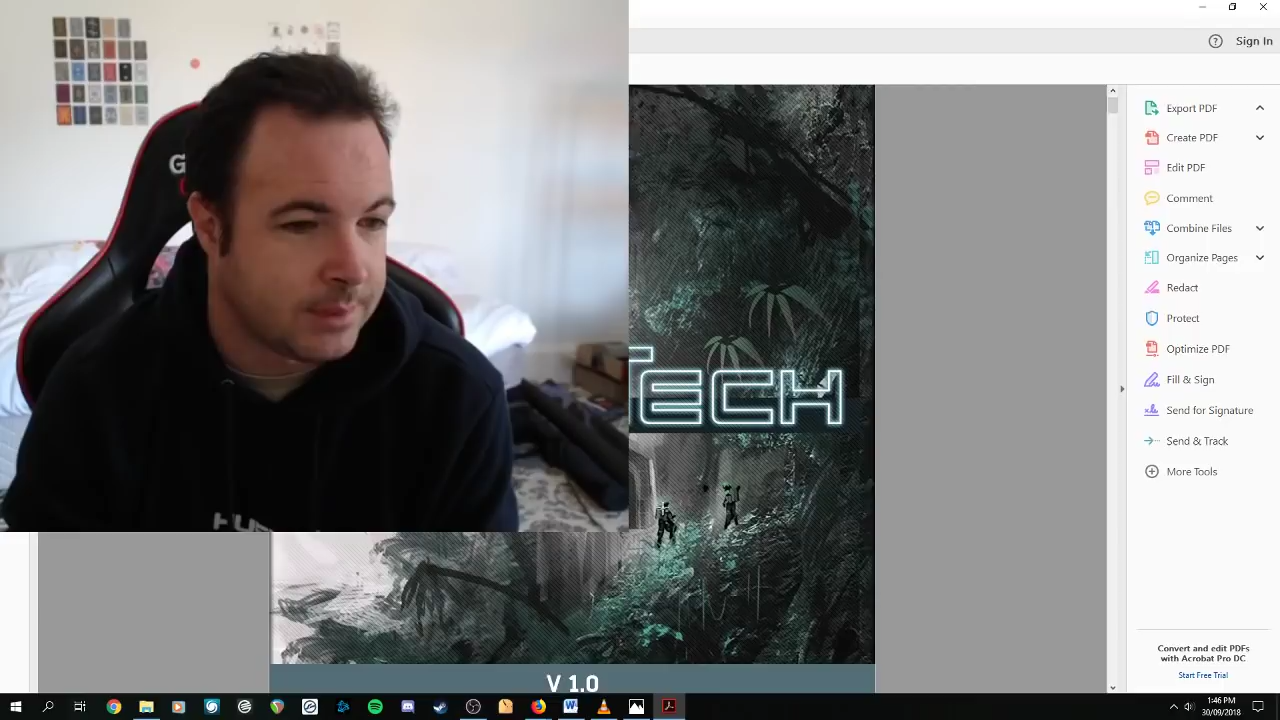 Sign In
Export PDF
Create PDF
Edit PDF
Comment
Combine Files
Organize Pages
Redact
Protect
Optimize PDF
Fill & Sign
Send for Signature
Send & Track
More Tools
G
TECH
V 1.0
Convert and edit PDFs
with Acrobat Pro DC
Start Free Trial
1:46 PM
30/09/2018